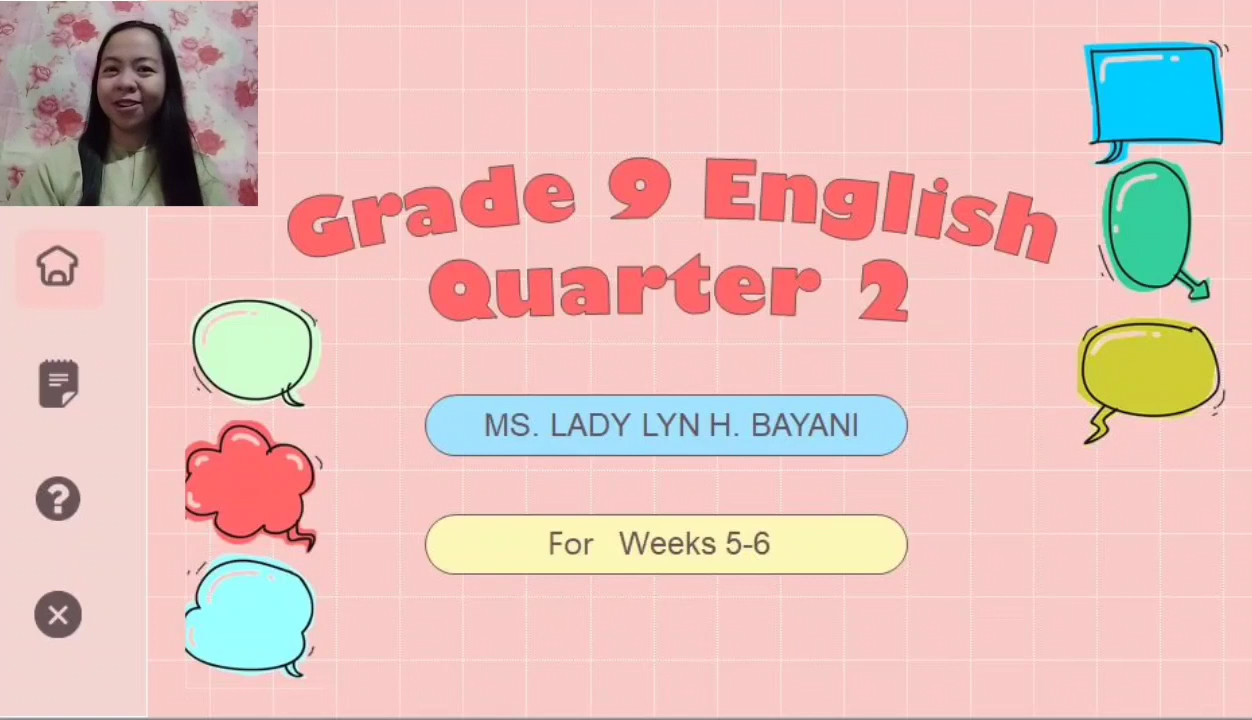 Grade 9 English
Quarter 2
MS. LADY LYN H. BAYANI
For Weeks 5-6